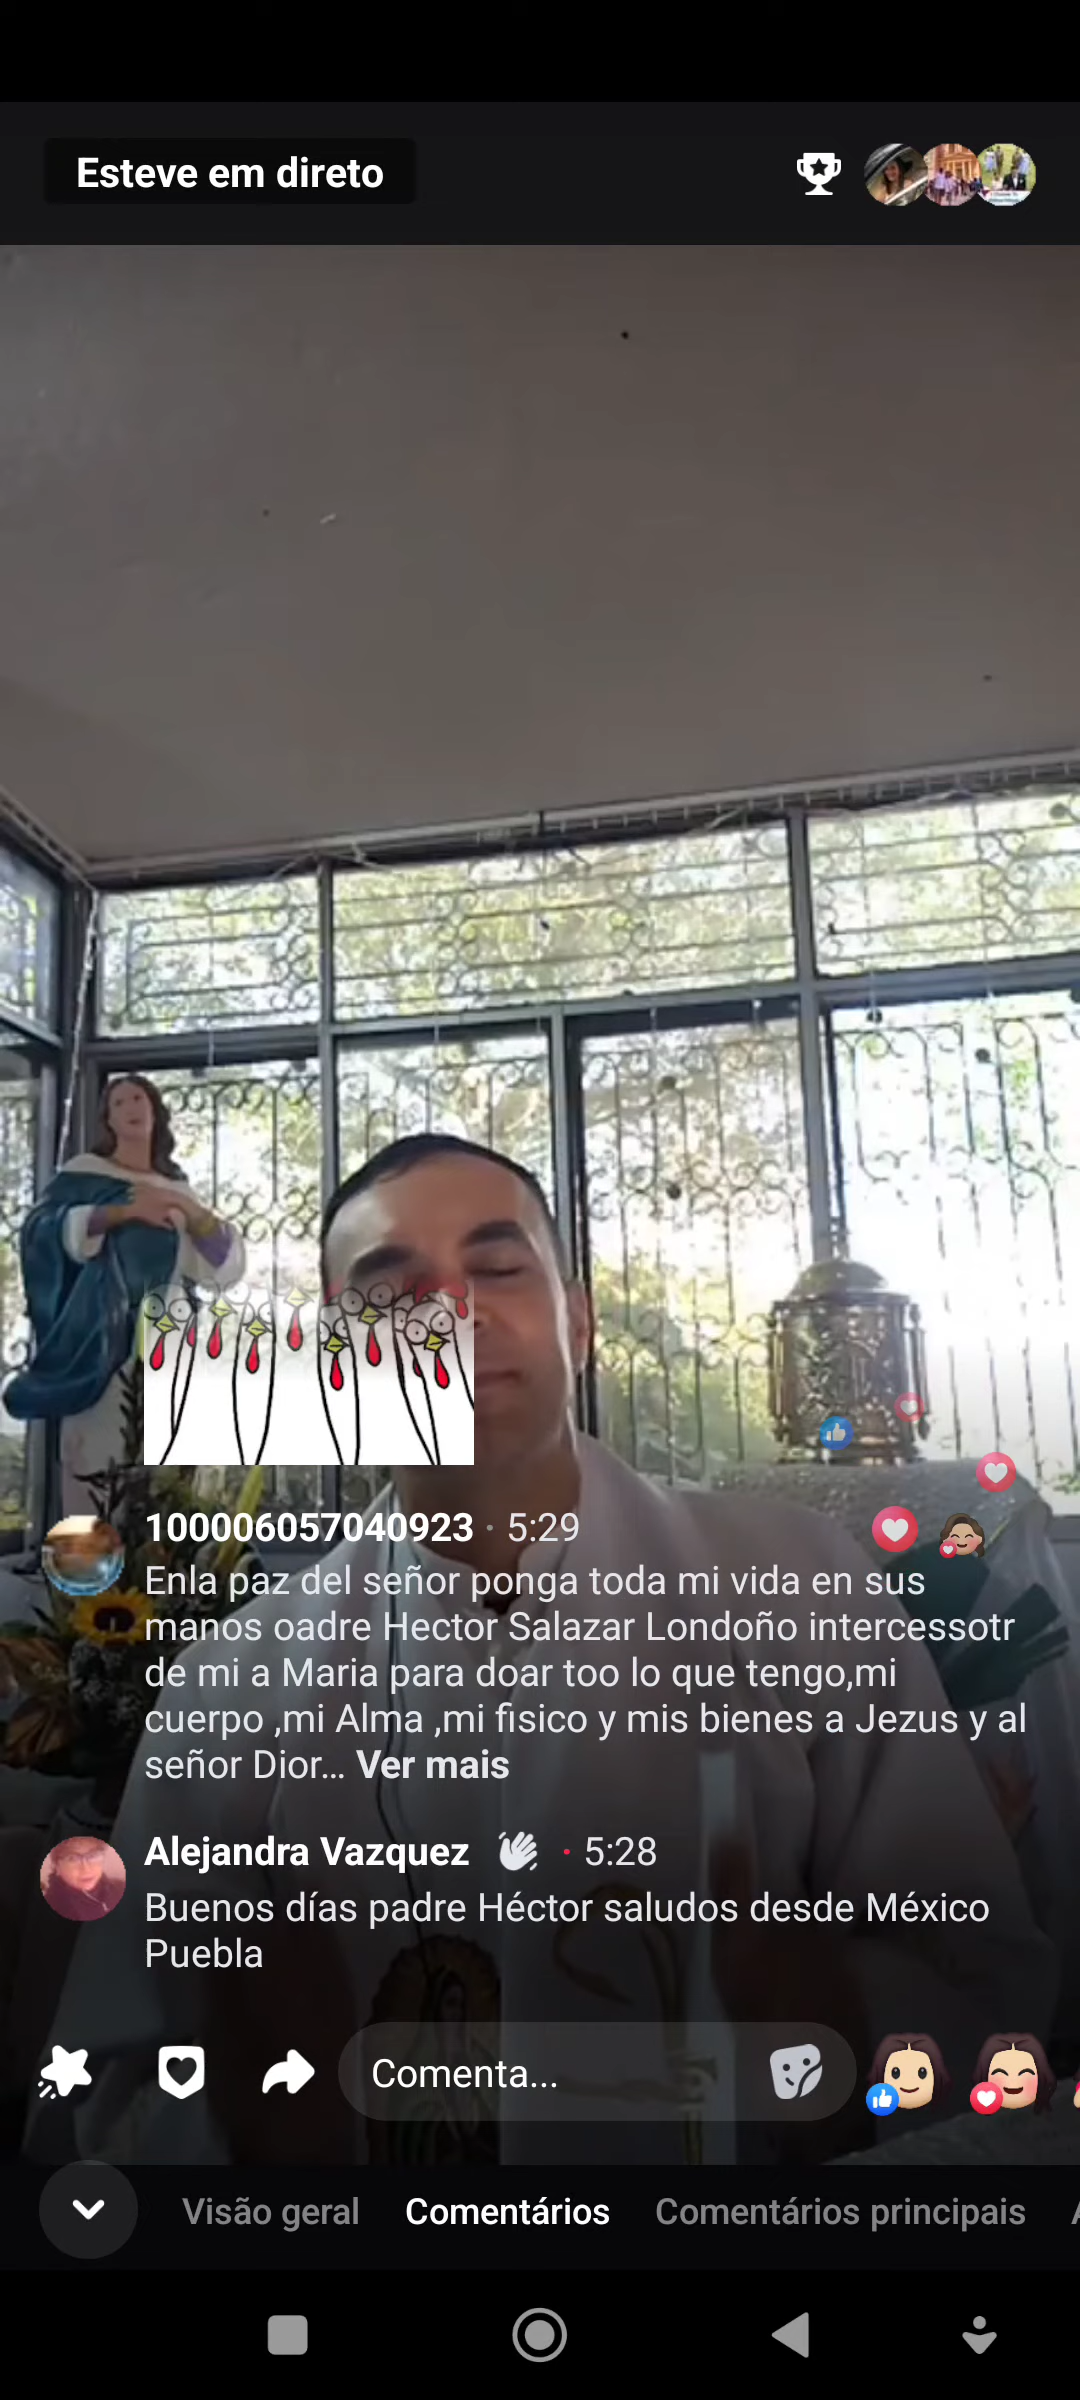 Esteve em direto
100006057040923 · 5:29
Enla paz del señor ponga toda mi vida en sus
manos oadre Hector Salazar Londoño intercessotr
de mi a Maria para doar too lo que tengo,mi
cuerpo ,mi Alma ,mi fisico y mis bienes a Jezus y al
señor Dior... Ver mais
Alejandra Vazquez 👋 · 5:28
Buenos días padre Héctor saludos desde México
Puebla
Comenta...
Visão geral Comentários Comentários principais